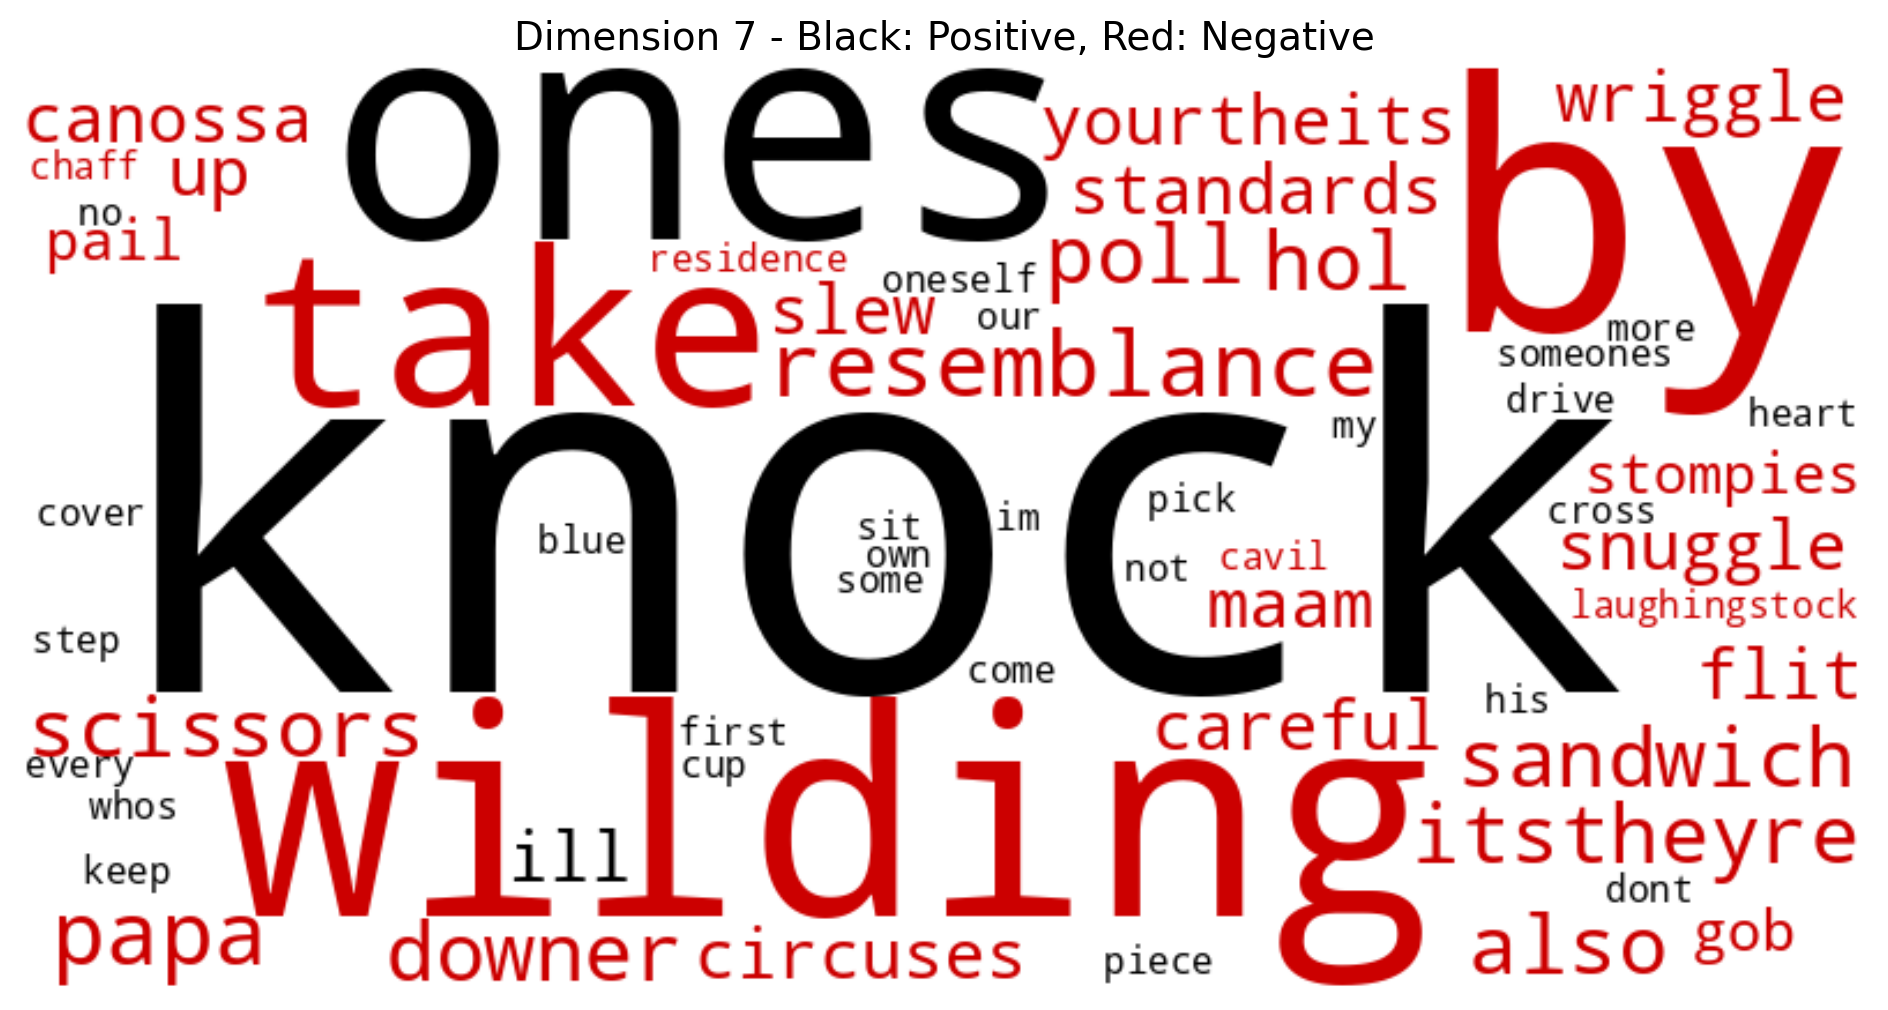 Dimension 7 - Black: Positive, Red: Negative
ones
by
canossa
yourtheits
wriggle
chaff
up
standards
no
pail
take
residence
poll
hol
oneself
slew
our
resemblance
more
someones
knock
my
drive
heart
stompies
cover
blue
sit
im
pick
cross
own
not
cavil
snuggle
some
maam
laughingstock
step
come
flit
his
scissors
wilding
first
careful
sandwich
every
cup
whos
ill
itstheyre
keep
dont
papa
downer
circuses
piece
also
gob